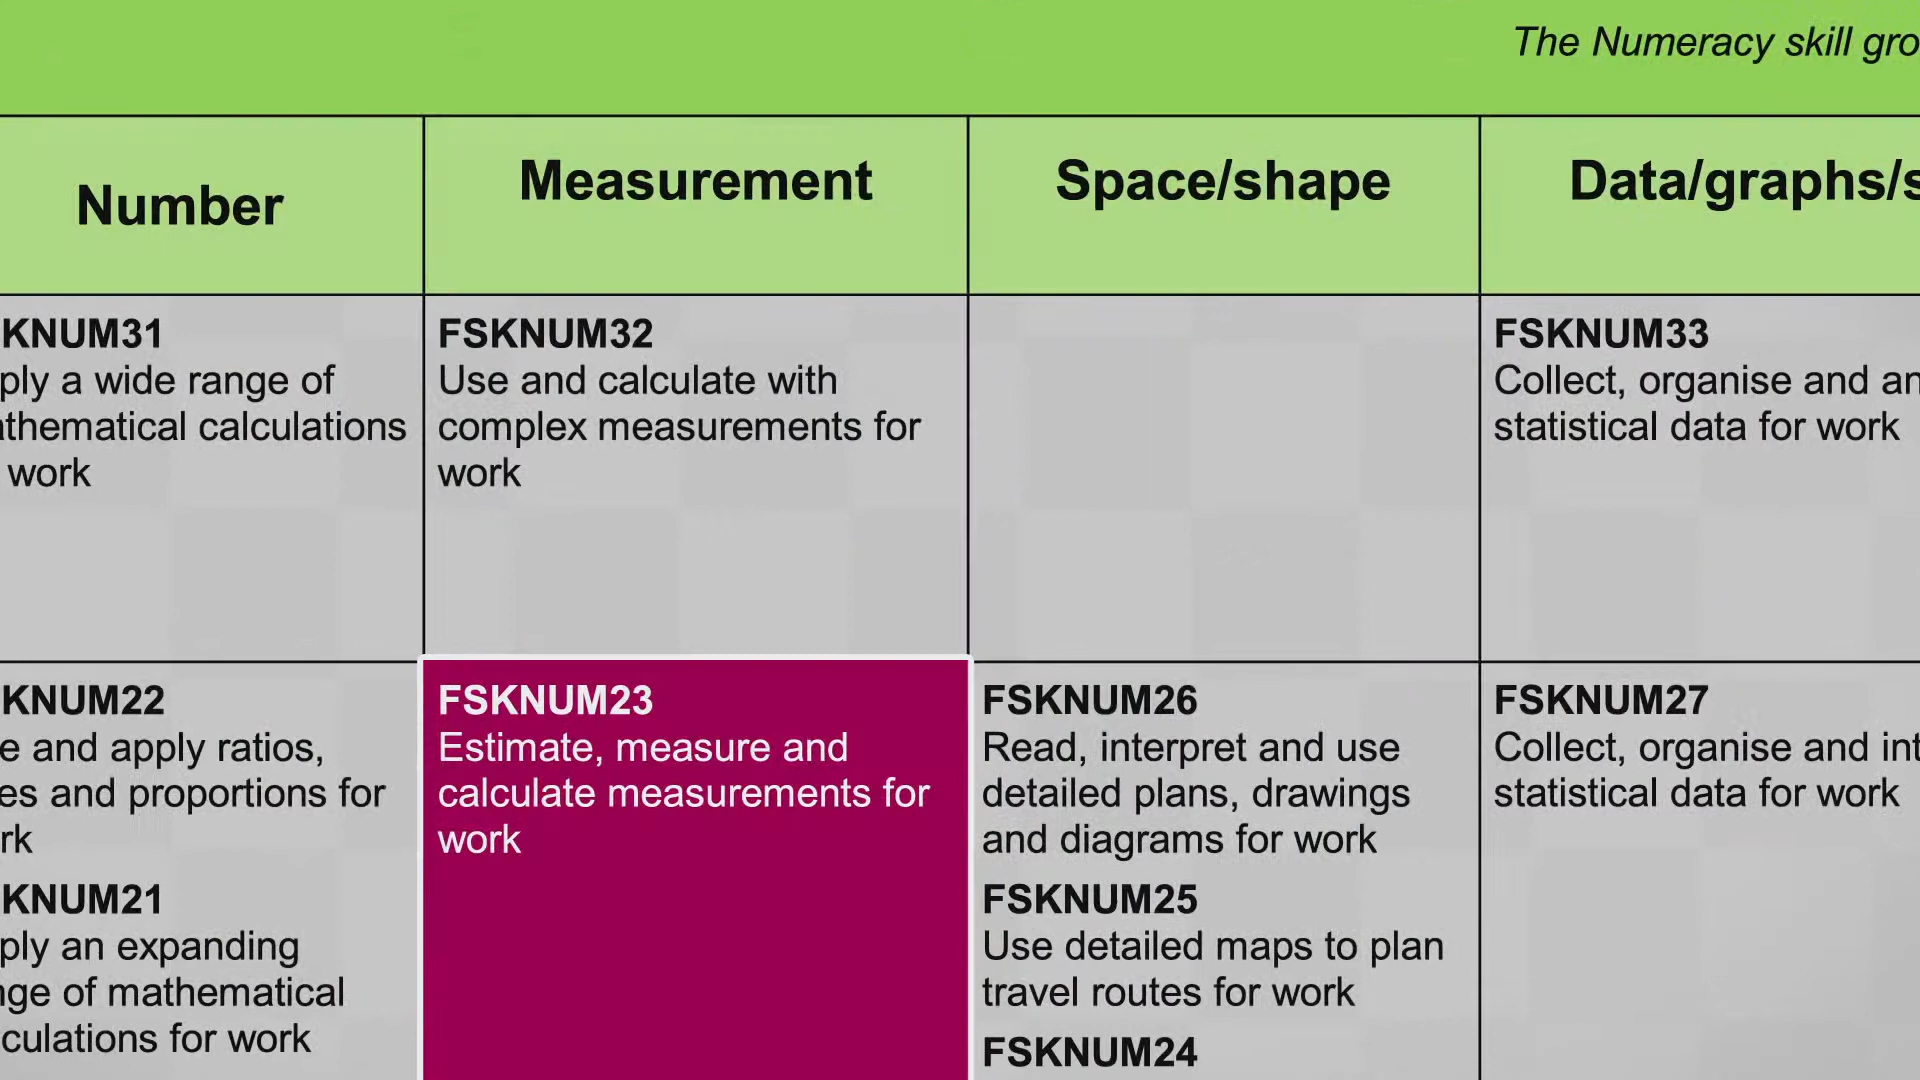 The Numeracy skill gro
Number
Measurement
Space/shape
Data/graphs/s
KNUM31
ply a wide range of
thematical calculations
work
FSKNUM32
Use and calculate with
complex measurements for
work
FSKNUM33
Collect, organise and an
statistical data for work
KNUM22
e and apply ratios,
es and proportions for
rk
KNUM21
ply an expanding
nge of mathematical
culations for work
FSKNUM23
Estimate, measure and
calculate measurements for
work
FSKNUM26
Read, interpret and use
detailed plans, drawings
and diagrams for work
FSKNUM25
Use detailed maps to plan
travel routes for work
FSKNUM24
FSKNUM27
Collect, organise and int
statistical data for work